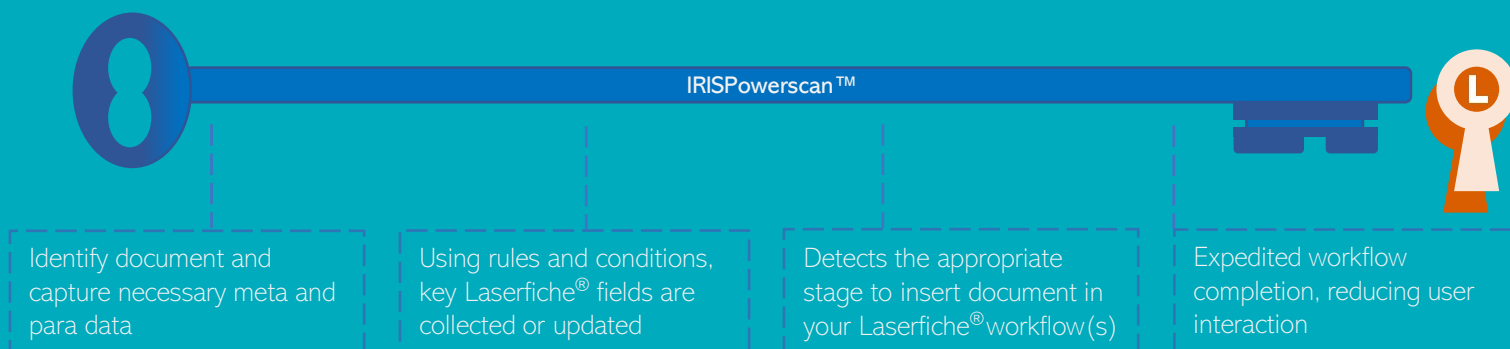 IRISPowerscan™
L
Identify document and
capture necessary meta and
para data
Using rules and conditions,
key Laserfiche® fields are
collected or updated
Detects the appropriate
stage to insert document in
your Laserfiche® workflow(s)
Expedited workflow
completion, reducing user
interaction